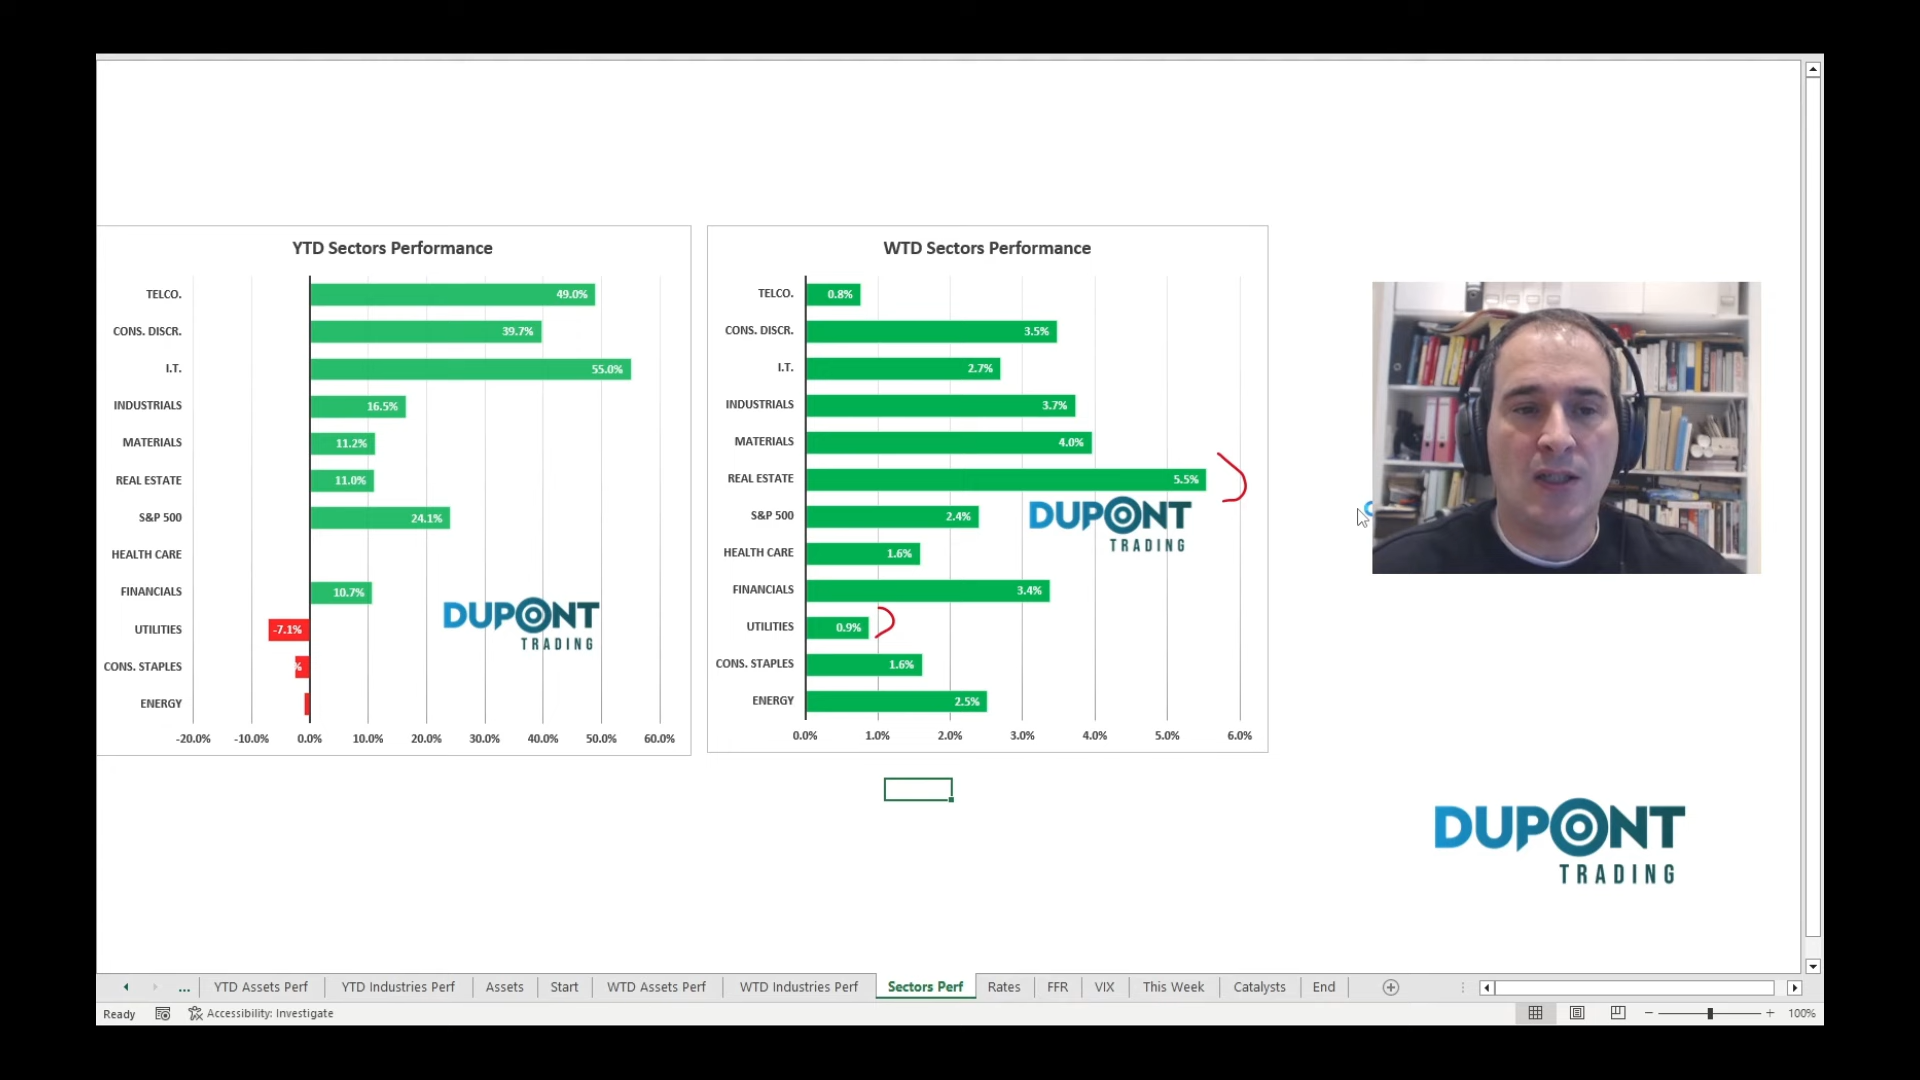 YTD Sectors Performance
TELCO. 49.0%
CONS. DISCR. 39.7%
I.T. 55.0%
INDUSTRIALS 16.5%
MATERIALS 11.2%
REAL ESTATE 11.0%
S&P 500 24.1%
HEALTH CARE
FINANCIALS 10.7%
UTILITIES -7.1%
CONS. STAPLES %
ENERGY
-20.0% -10.0% 0.0% 10.0% 20.0% 30.0% 40.0% 50.0% 60.0%
DUPONT
TRADING
WTD Sectors Performance
TELCO. 0.8%
CONS. DISCR. 3.5%
I.T. 2.7%
INDUSTRIALS 3.7%
MATERIALS 4.0%
REAL ESTATE 5.5%
S&P 500 2.4%
HEALTH CARE 1.6%
FINANCIALS 3.4%
UTILITIES 0.9%
CONS. STAPLES 1.6%
ENERGY 2.5%
0.0% 1.0% 2.0% 3.0% 4.0% 5.0% 6.0%
DUPONT
TRADING
DUPONT
TRADING
... YTD Assets Perf YTD Industries Perf Assets Start WTD Assets Perf WTD Industries Perf Sectors Perf Rates FFR VIX This Week Catalysts End
Ready Accessibility: Investigate 100%